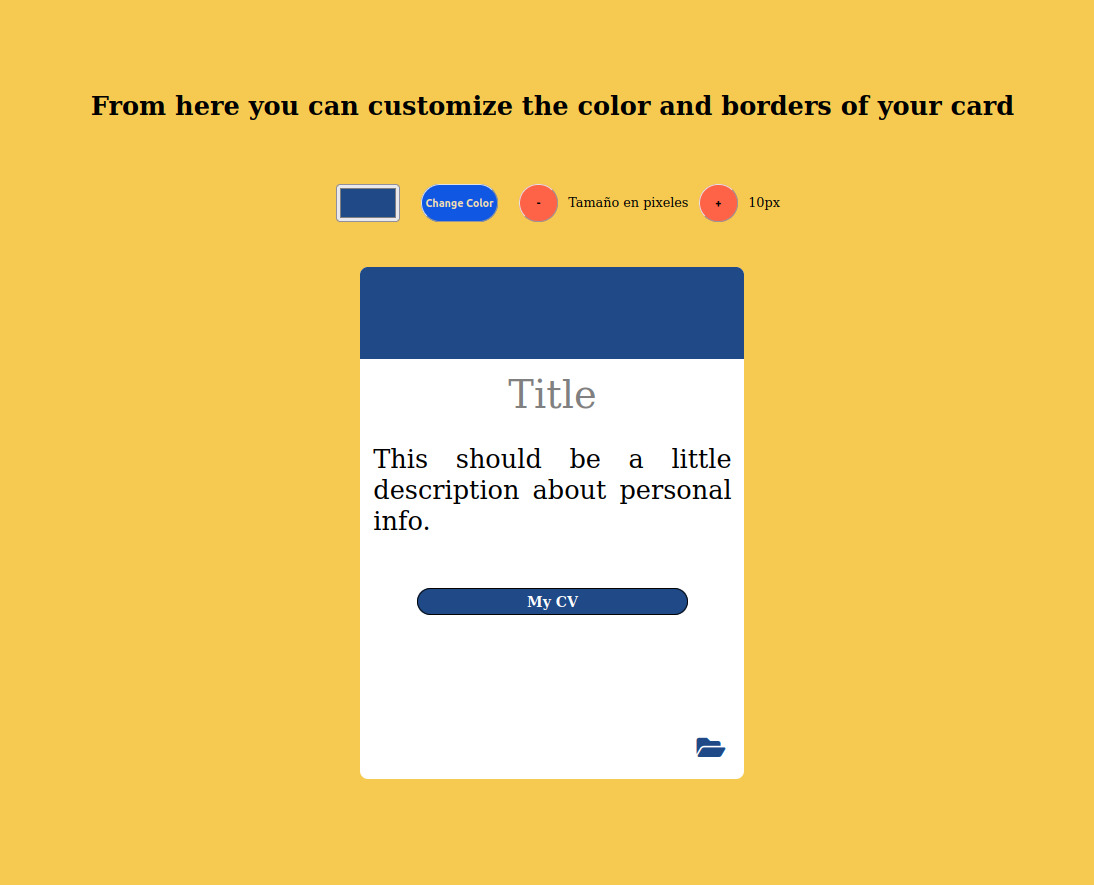 From here you can customize the color and borders of your card
Change Color - Tamaño en pixeles + 10px
Title
This should be a little
description about personal
info.
My CV